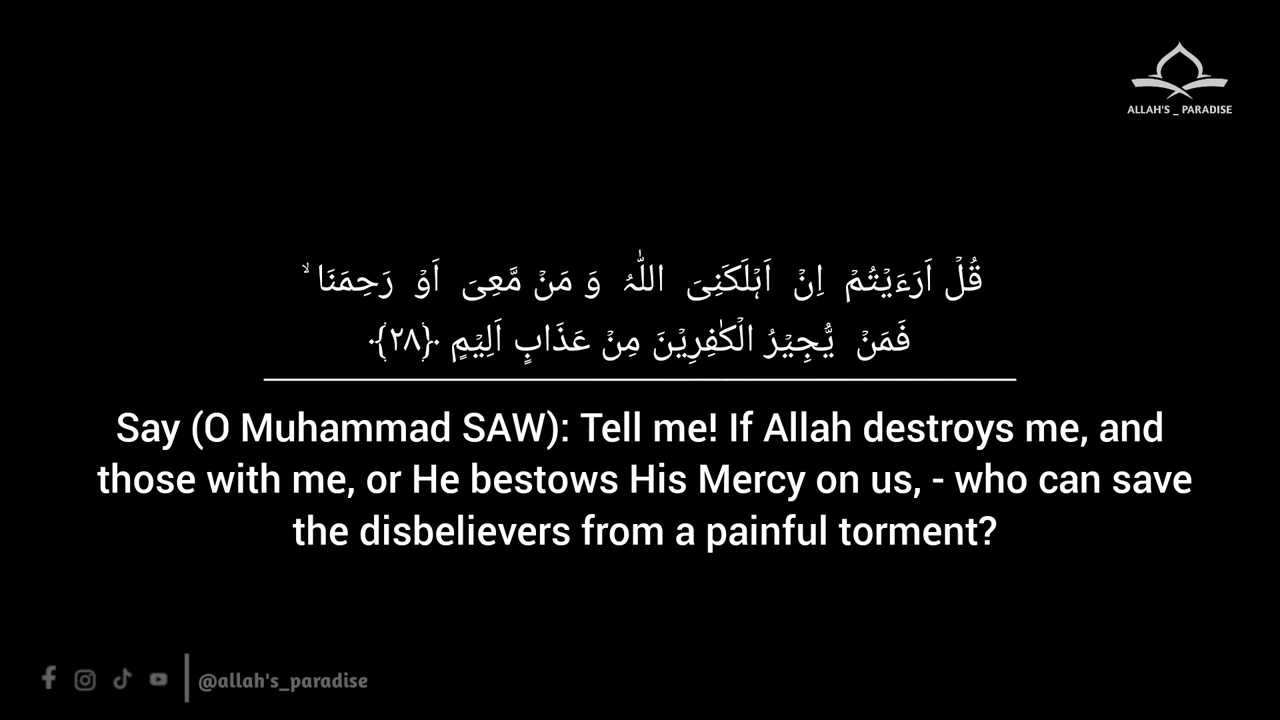 ALLAH'S _ PARADISE
قُلۡ اَرَءَیۡتُمۡ اِنۡ اَہۡلَکَنِیَ اللّٰہُ وَ مَنۡ مَّعِیَ اَوۡ رَحِمَنَا ۙ
فَمَنۡ یُّجِیۡرُ الۡکٰفِرِیۡنَ مِنۡ عَذَابٍ اَلِیۡمٍ ﴿۲۸﴾
Say (O Muhammad SAW): Tell me! If Allah destroys me, and
those with me, or He bestows His Mercy on us, - who can save
the disbelievers from a painful torment?
@allah's_paradise